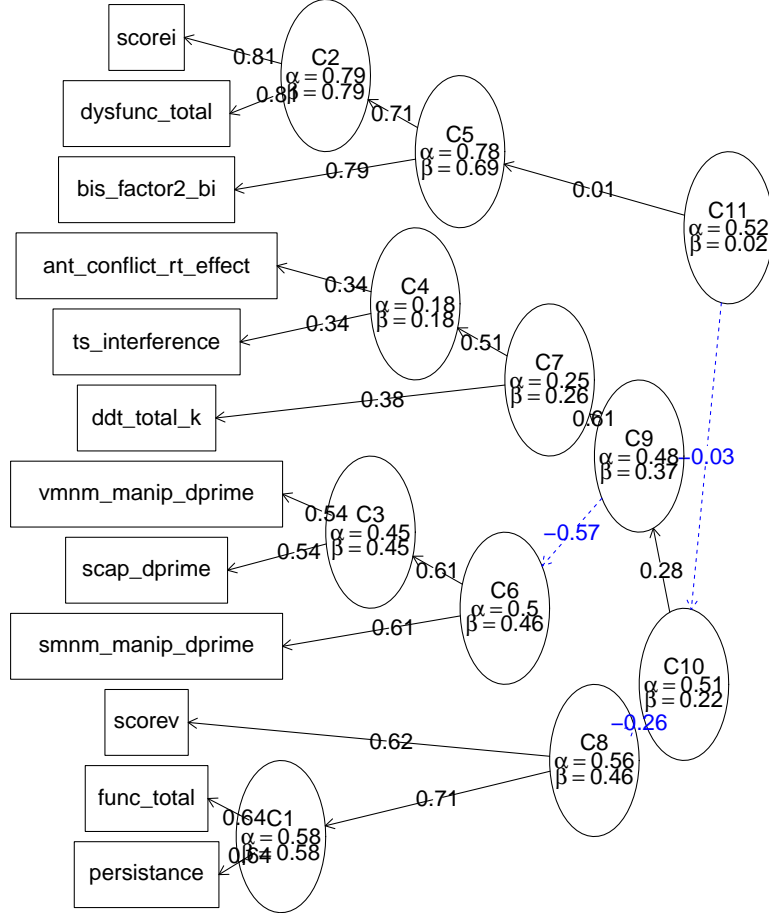 scorei
0.81
C2
α = 0.79
β = 0.79
dysfunc_total
0.81
0.71
C5
α = 0.78
β = 0.69
bis_factor2_bi
0.79
0.01
C11
α = 0.52
β = 0.02
ant_conflict_rt_effect
0.34
C4
α = 0.18
β = 0.18
ts_interference
0.34
0.51
C7
α = 0.25
β = 0.26
ddt_total_k
0.38
0.61
C9
α = 0.48
β = 0.37
−0.03
vmnm_manip_dprime
0.54
C3
α = 0.45
β = 0.45
−0.57
scap_dprime
0.54
0.61
C6
α = 0.5
β = 0.46
0.28
smnm_manip_dprime
0.61
C10
α = 0.51
β = 0.22
scorev
0.62
−0.26
C8
α = 0.56
β = 0.46
func_total
0.64
C1
α = 0.58
β = 0.58
0.71
persistance
0.64